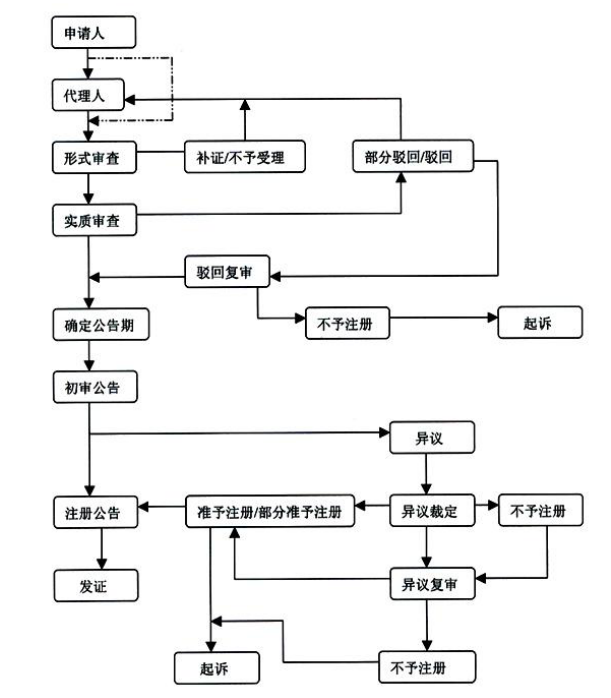 申请人
代理人
形式审查
补证/不予受理
部分驳回/驳回
实质审查
驳回复审
确定公告期
不予注册
起诉
初审公告
异议
注册公告
准予注册/部分准予注册
异议裁定
不予注册
发证
异议复审
起诉
不予注册